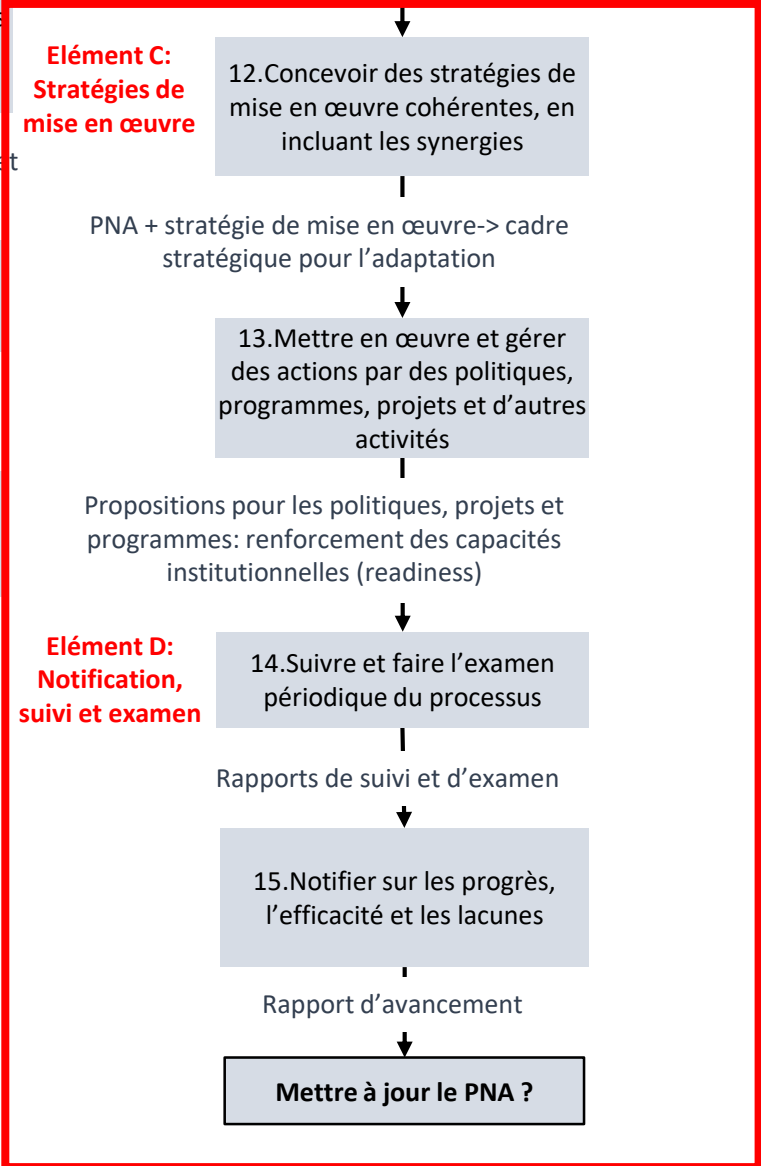 Elément C:
Stratégies de
mise en œuvre
12.Concevoir des stratégies de
mise en œuvre cohérentes, en
incluant les synergies
PNA + stratégie de mise en œuvre-> cadre
stratégique pour l’adaptation
13.Mettre en œuvre et gérer
des actions par des politiques,
programmes, projets et d’autres
activités
Propositions pour les politiques, projets et
programmes: renforcement des capacités
institutionnelles (readiness)
Elément D:
Notification,
suivi et examen
14.Suivre et faire l’examen
périodique du processus
Rapports de suivi et d’examen
15.Notifier sur les progrès,
l’efficacité et les lacunes
Rapport d’avancement
Mettre à jour le PNA ?